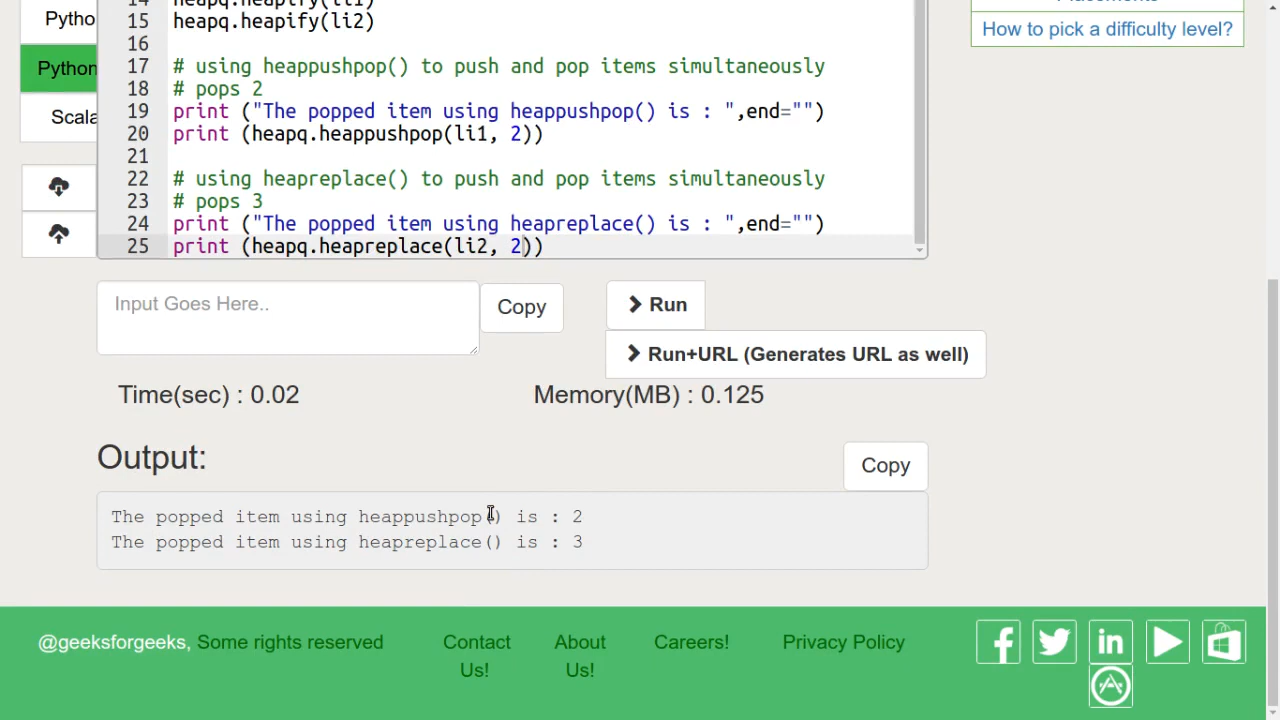 Placements
How to pick a difficulty level?
Python
Python
Scala
14 heapq.heapify(li1)
15 heapq.heapify(li2)
16
17 # using heappushpop() to push and pop items simultaneously
18 # pops 2
19 print ("The popped item using heappushpop() is : ",end="")
20 print (heapq.heappushpop(li1, 2))
21
22 # using heapreplace() to push and pop items simultaneously
23 # pops 3
24 print ("The popped item using heapreplace() is : ",end="")
25 print (heapq.heapreplace(li2, 2))
Input Goes Here..
Copy
Run
Run+URL (Generates URL as well)
Time(sec) : 0.02
Memory(MB) : 0.125
Output:
Copy
The popped item using heappushpop() is : 2
The popped item using heapreplace() is : 3
@geeksforgeeks, Some rights reserved
Contact
Us!
About
Us!
Careers!
Privacy Policy